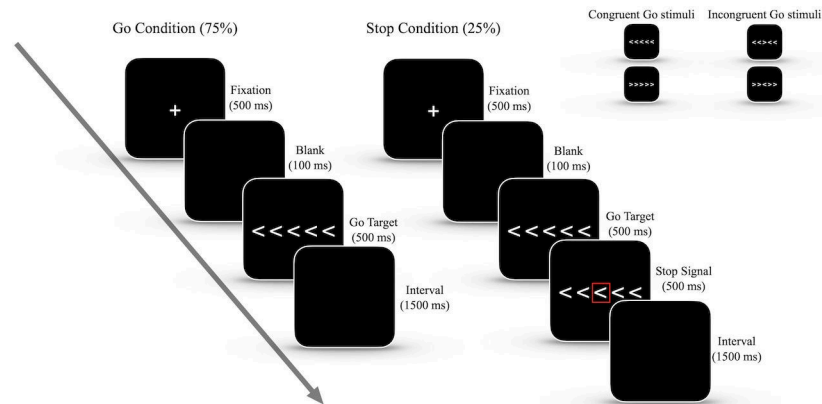 Go Condition (75%)
+
Fixation
(500 ms)
Blank
(100 ms)
<<<<<
Go Target
(500 ms)
Interval
(1500 ms)
Stop Condition (25%)
+
Fixation
(500 ms)
Blank
(100 ms)
<<<<<
Go Target
(500 ms)
<<<<<
Stop Signal
(500 ms)
Interval
(1500 ms)
Congruent Go stimuli
<<<<<
>>>>>
Incongruent Go stimuli
<<><<
>><>>